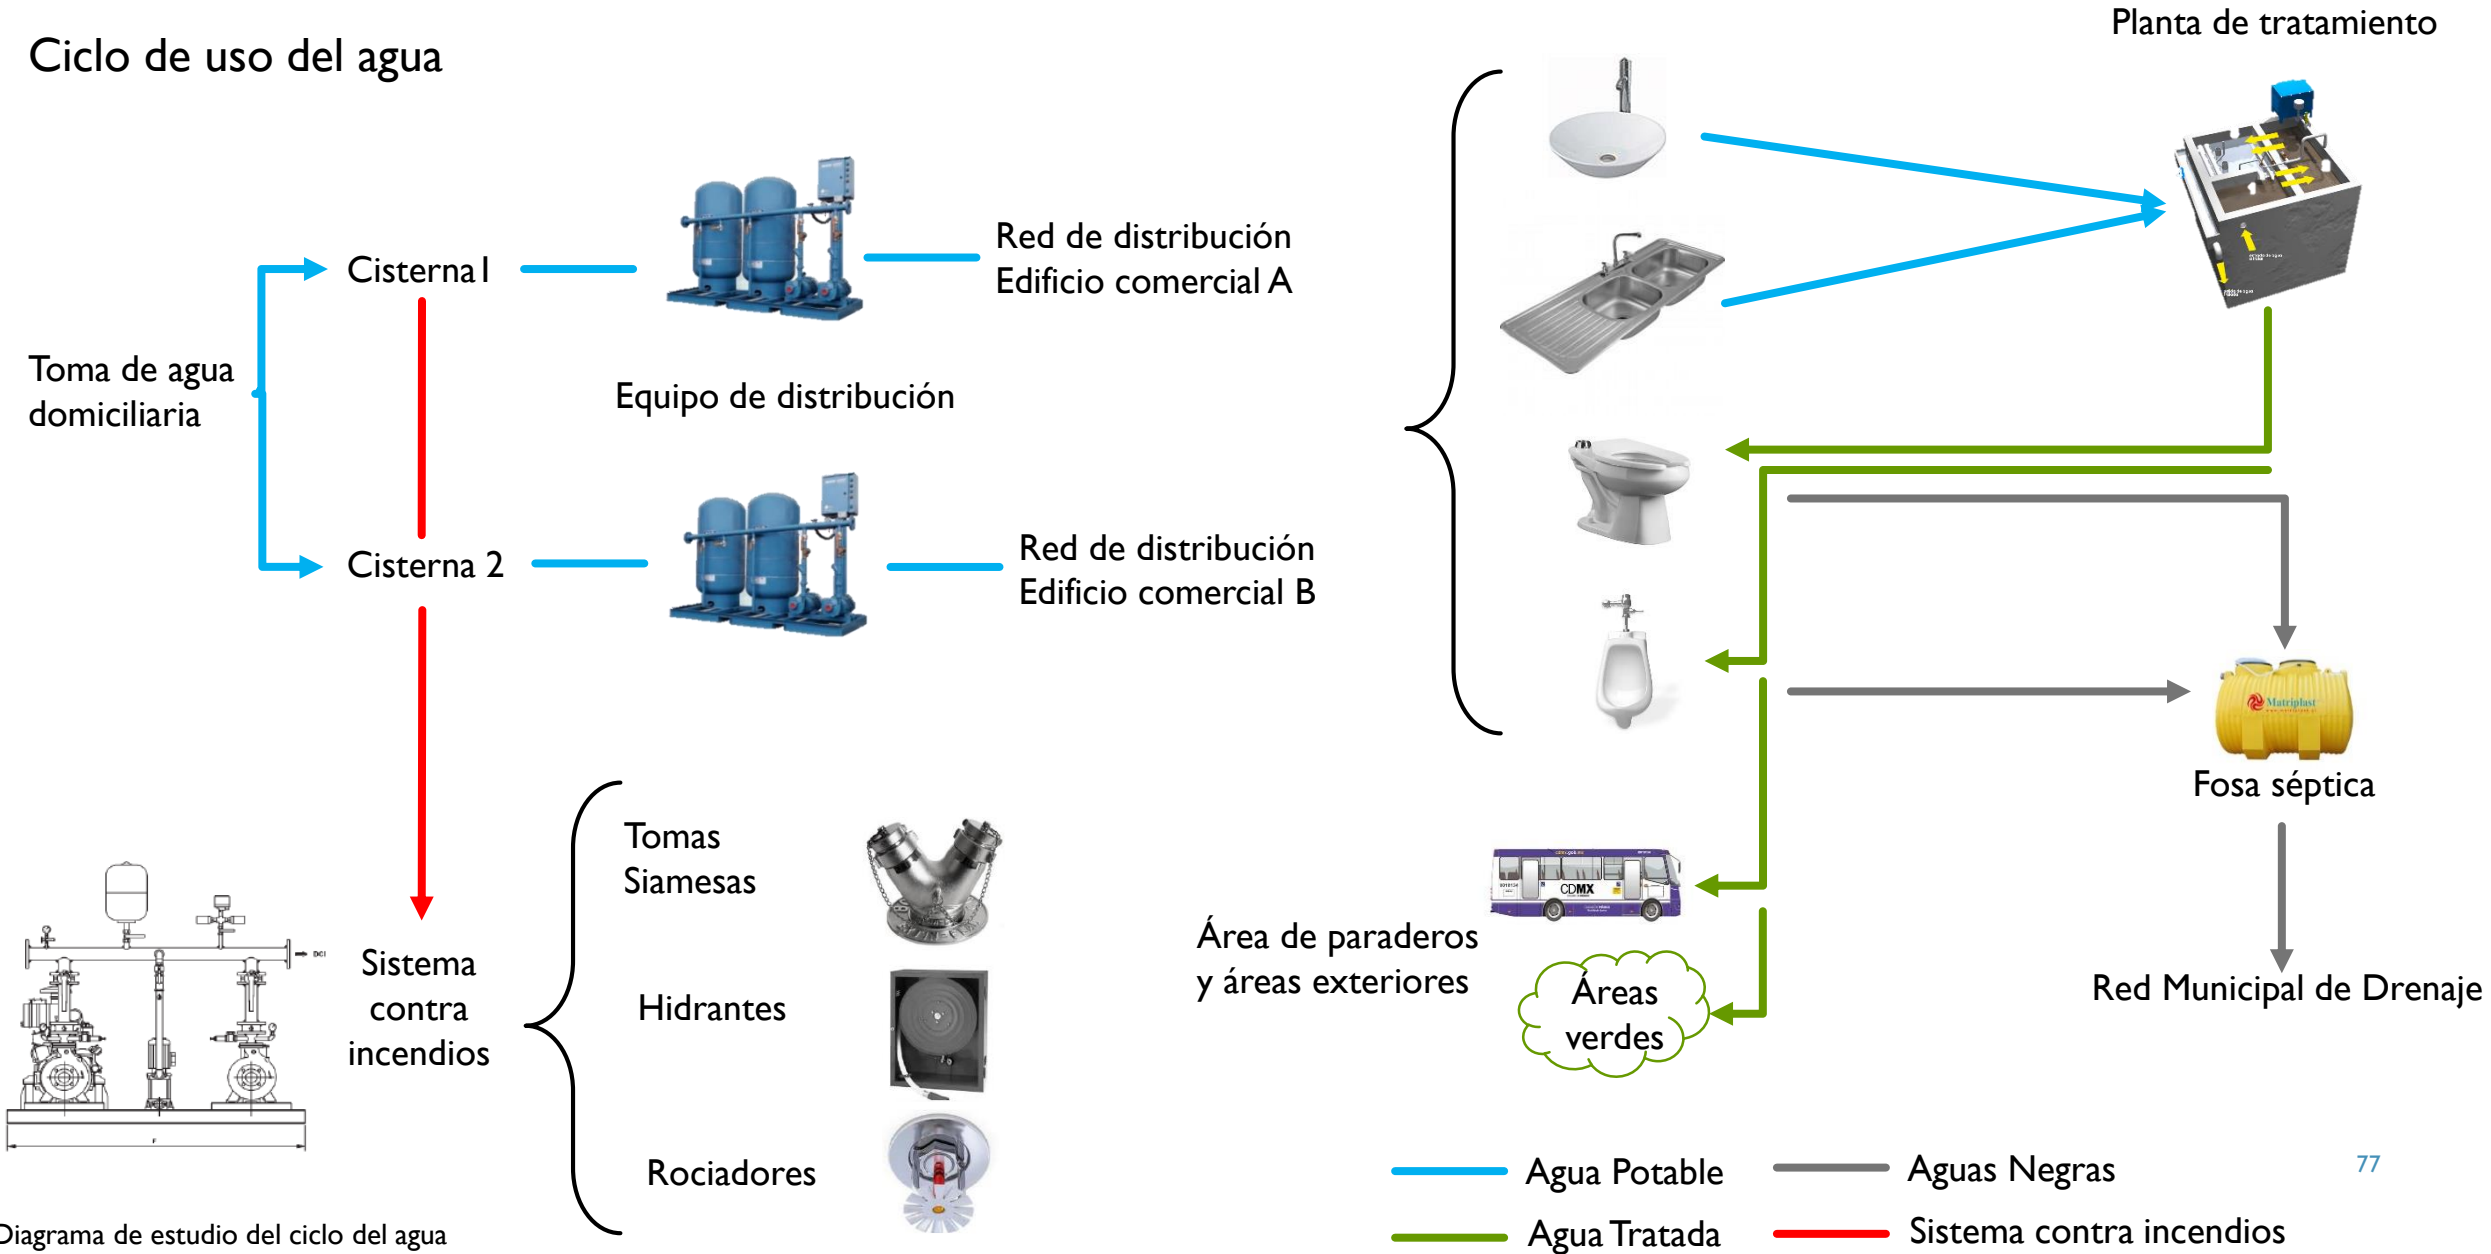 Ciclo de uso del agua
Planta de tratamiento
Cisterna1
Red de distribución
Edificio comercial A
Toma de agua
domiciliaria
Equipo de distribución
Cisterna 2
Red de distribución
Edificio comercial B
Matriplast
Fosa séptica
Tomas
Siamesas
CDMX
Sistema
contra
incendios
DCI
F
Hidrantes
Rociadores
Área de paraderos
y áreas exteriores
Áreas
verdes
Red Municipal de Drenaje
Agua Potable
Aguas Negras
77
Agua Tratada
Sistema contra incendios
Diagrama de estudio del ciclo del agua